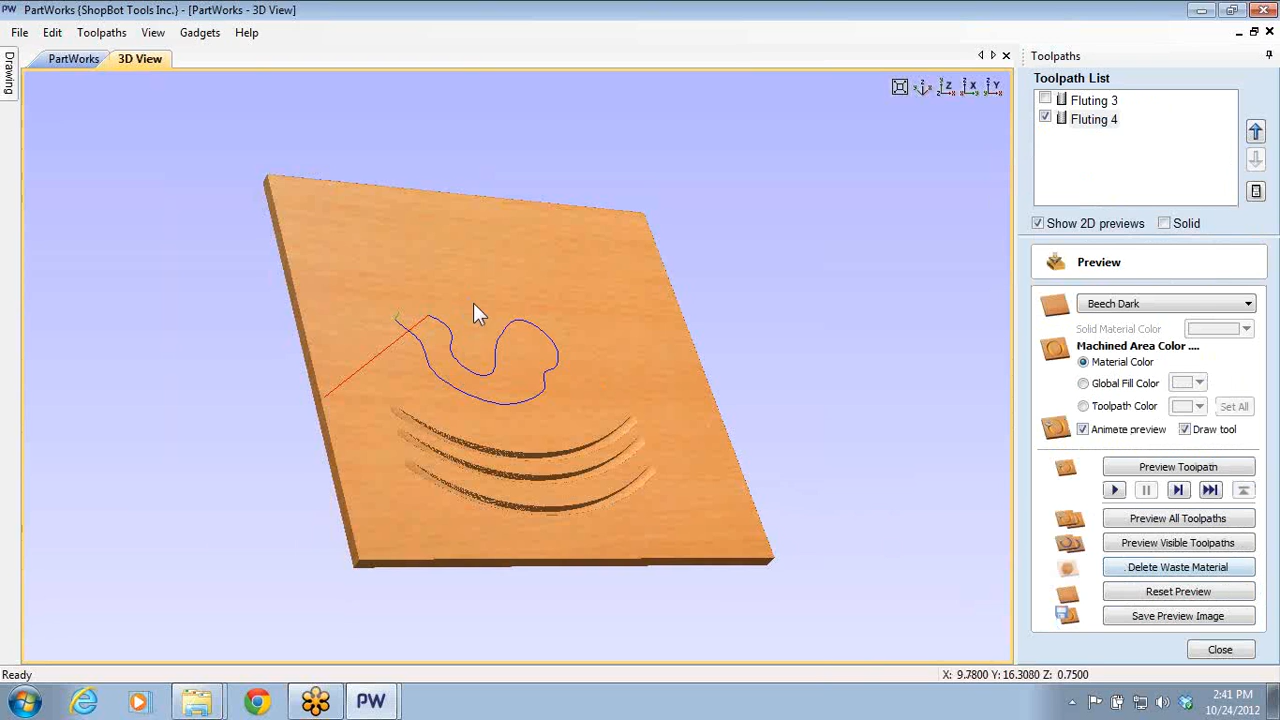 PW PartWorks {ShopBot Tools Inc.} - [PartWorks - 3D View]
File Edit Toolpaths View Gadgets Help
Drawing
PartWorks 3D View
Toolpaths
Toolpath List
Fluting 3
Fluting 4
Show 2D previews Solid
Preview
Beech Dark
Solid Material Color
Machined Area Color ....
Material Color
Global Fill Color
Toolpath Color Set All
Animate preview Draw tool
Preview Toolpath
Preview All Toolpaths
Preview Visible Toolpaths
Delete Waste Material
Reset Preview
Save Preview Image
Close
Ready X: 9.7800 Y:16.3080 Z: 0.7500
PW
2:41 PM
10/24/2012